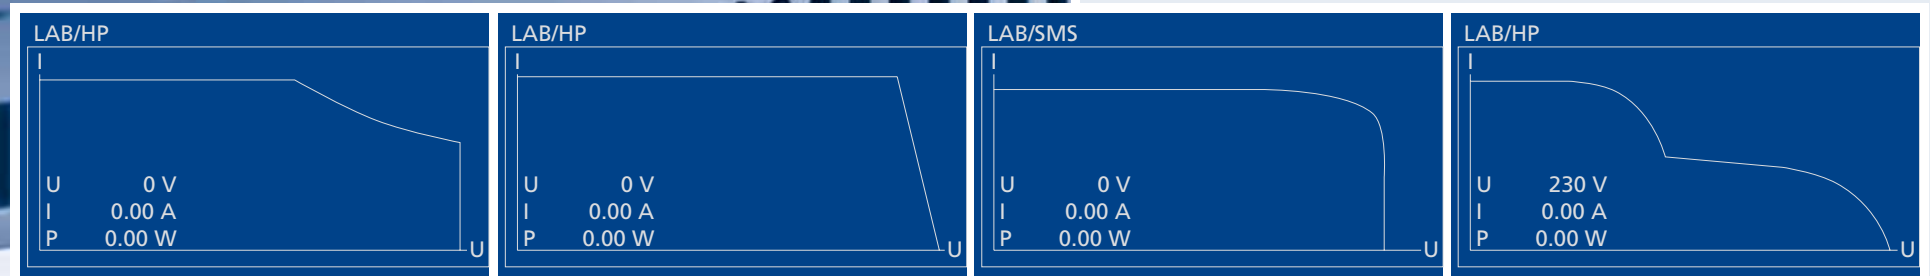 LAB/HP
I
U 0 V
I 0.00 A
P 0.00 W
U
LAB/HP
I
U 0 V
I 0.00 A
P 0.00 W
U
LAB/SMS
I
U 0 V
I 0.00 A
P 0.00 W
U
LAB/HP
I
U 230 V
I 0.00 A
P 0.00 W
U